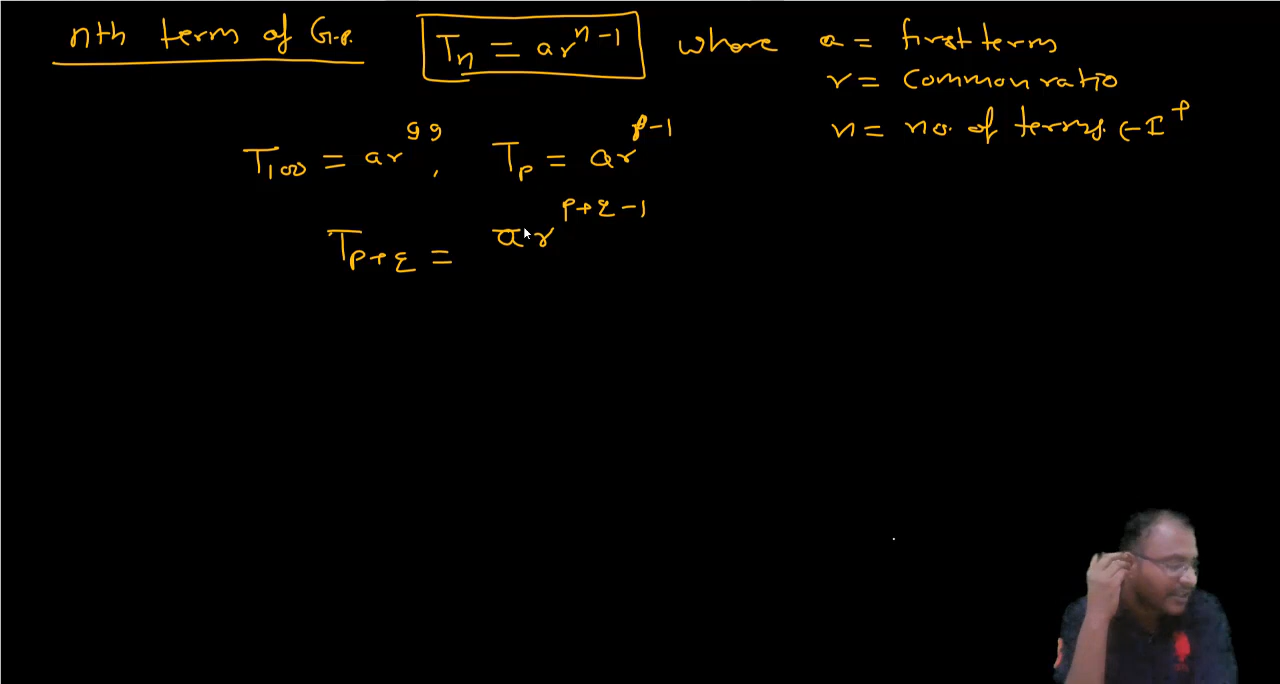 nth term of G.P. Tn = ar^n-1 where a = first term
r = Common ratio
n = no. of terms. ∈ I^+
T100 = ar^99, Tp = ar^p-1
Tp+q = ar^p+q-1